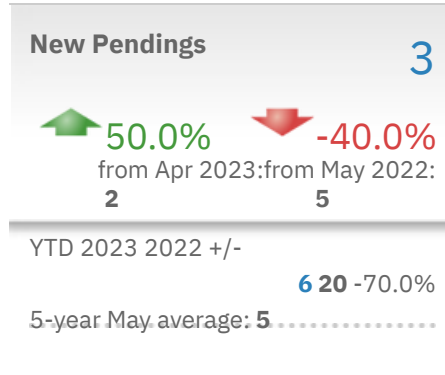 New Pendings
3
50.0% -40.0%
from Apr 2023:from May 2022:
2 5
YTD 2023 2022 +/-
6 20 -70.0%
5-year May average: 5